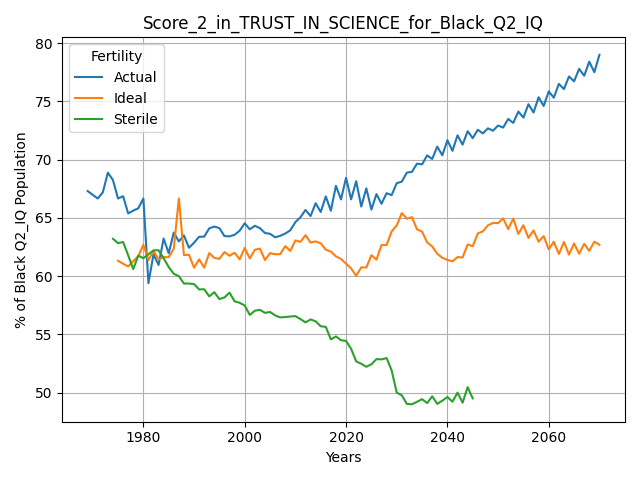 Score_2_in_TRUST_IN_SCIENCE_for_Black_Q2_IQ
Fertility
Actual
Ideal
Sterile
% of Black Q2_IQ Population
80
75
70
65
60
55
50
1980
2000
2020
2040
2060
Years